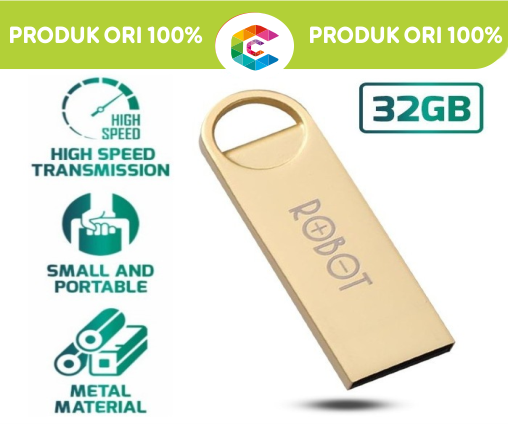 PRODUK ORI 100%
C
PRODUK ORI 100%
HIGH
SPEED
HIGH SPEED
TRANSMISSION
32GB
ROBOT
SMALL AND
PORTABLE
METAL
MATERIAL